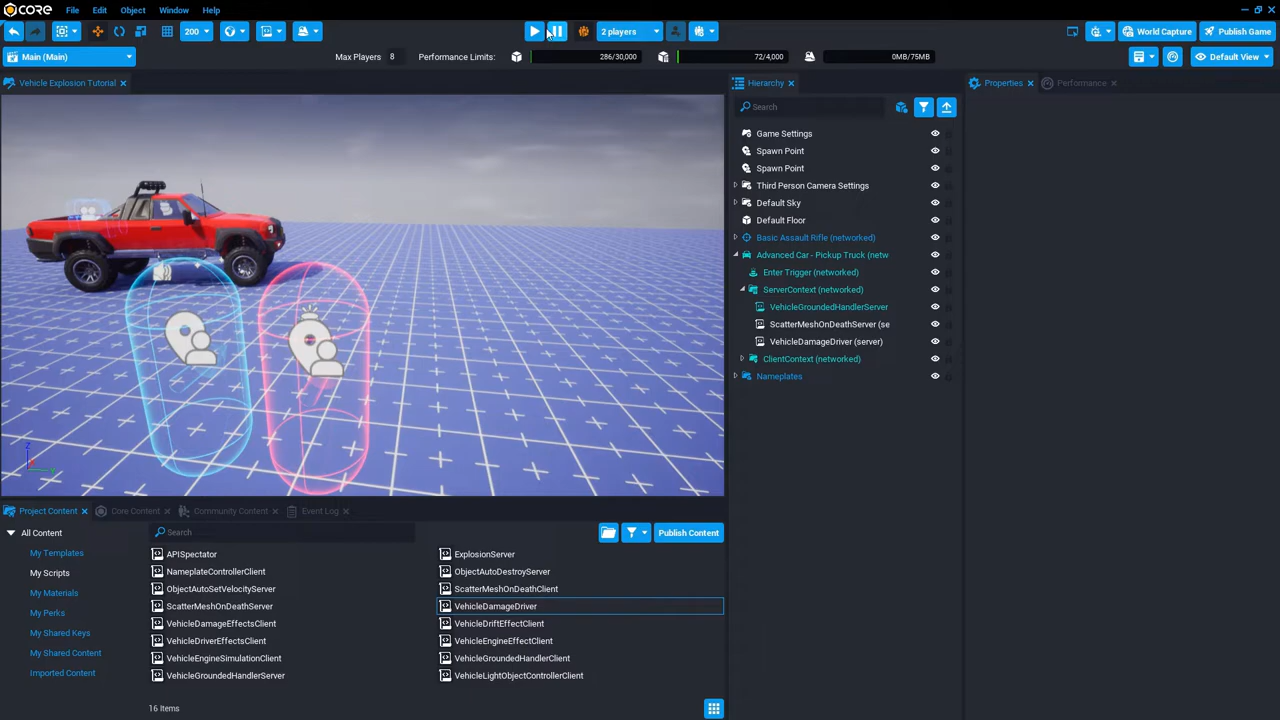 CORE File Edit Object Window Help
200 2 players World Capture Publish Game
Main (Main) Max Players 8 Performance Limits: 286/30,000 72/4,000 0MB/75MB Default View
Vehicle Explosion Tutorial Hierarchy Properties Performance
Search
Game Settings
Spawn Point
Spawn Point
Third Person Camera Settings
Default Sky
Default Floor
Basic Assault Rifle (networked)
Advanced Car - Pickup Truck (netw
Enter Trigger (networked)
ServerContext (networked)
VehicleGroundedHandlerServer
ScatterMeshOnDeathServer (se
VehicleDamageDriver (server)
ClientContext (networked)
Nameplates
Project Content Core Content Community Content Event Log
All Content Search Publish Content
My Templates
My Scripts
My Materials
My Perks
My Shared Keys
My Shared Content
Imported Content
APISpectator ExplosionServer
NameplateControllerClient ObjectAutoDestroyServer
ObjectAutoSetVelocityServer ScatterMeshOnDeathClient
ScatterMeshOnDeathServer VehicleDamageDriver
VehicleDamageEffectsClient VehicleDriftEffectClient
VehicleDriverEffectsClient VehicleEngineEffectClient
VehicleEngineSimulationClient VehicleGroundedHandlerClient
VehicleGroundedHandlerServer VehicleLightObjectControllerClient
16 Items